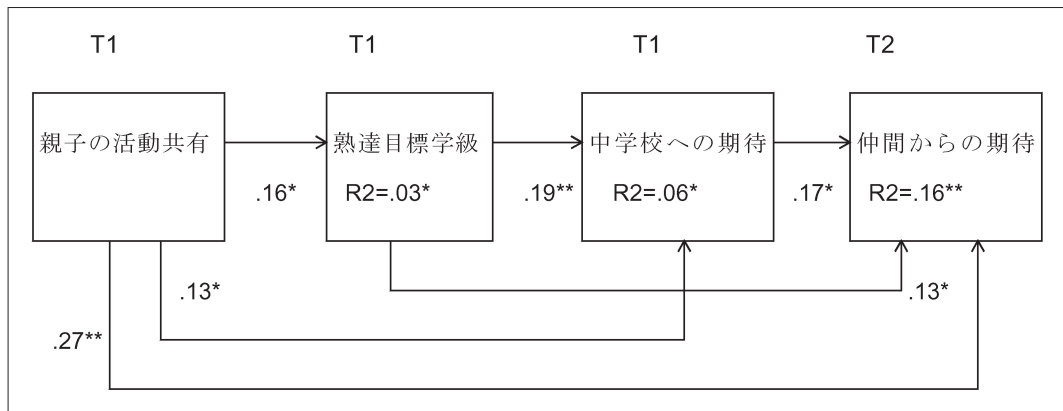 T1 T1 T1 T2
親子の活動共有 熟達目標学級 中学校への期待 仲間からの期待
.16* R2=.03* .19** R2=.06* .17* R2=.16**
.13* .13*
.27**